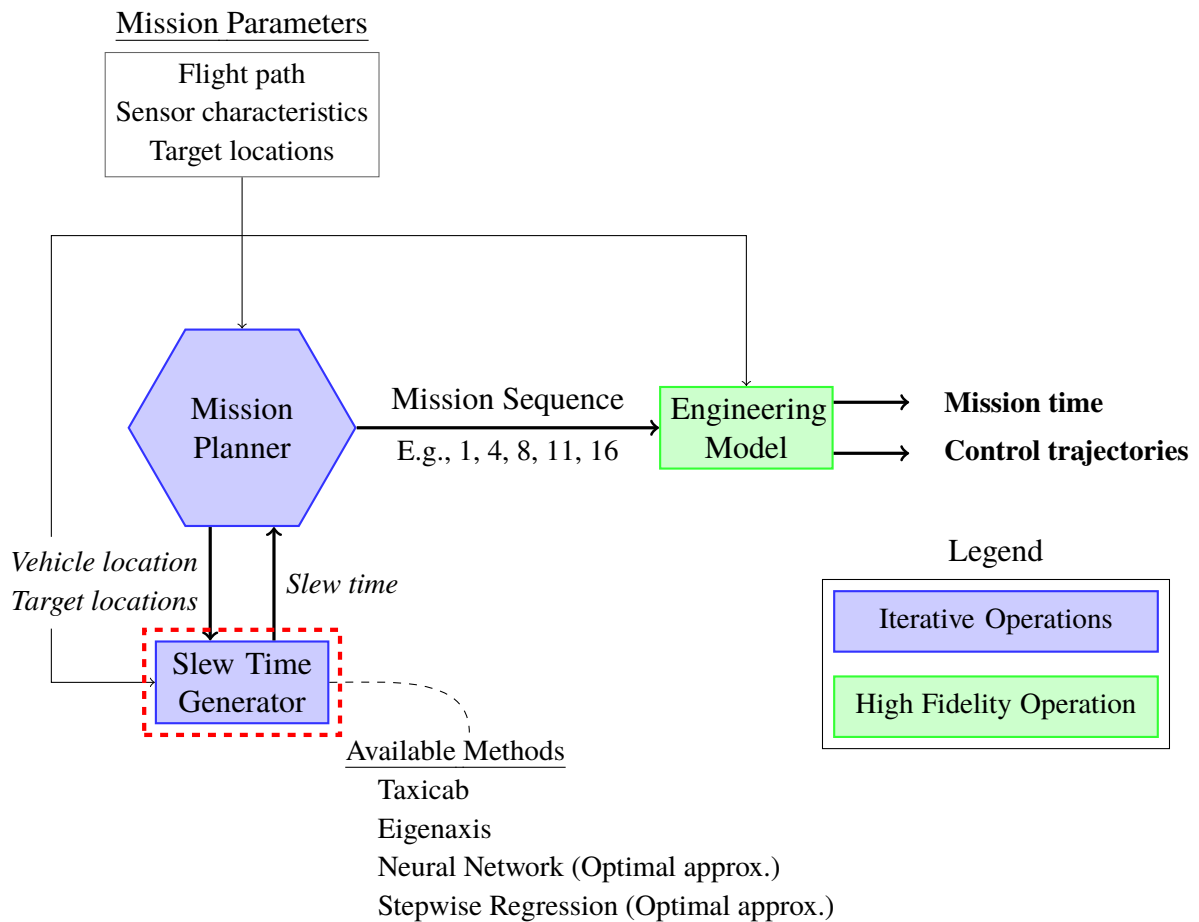 Mission Parameters
Flight path
Sensor characteristics
Target locations
Mission
Planner
Mission Sequence
E.g., 1, 4, 8, 11, 16
Engineering
Model
Mission time
Control trajectories
Vehicle location
Target locations
Slew time
Slew Time
Generator
Available Methods
Taxicab
Eigenaxis
Neural Network (Optimal approx.)
Stepwise Regression (Optimal approx.)
Legend
Iterative Operations
High Fidelity Operation